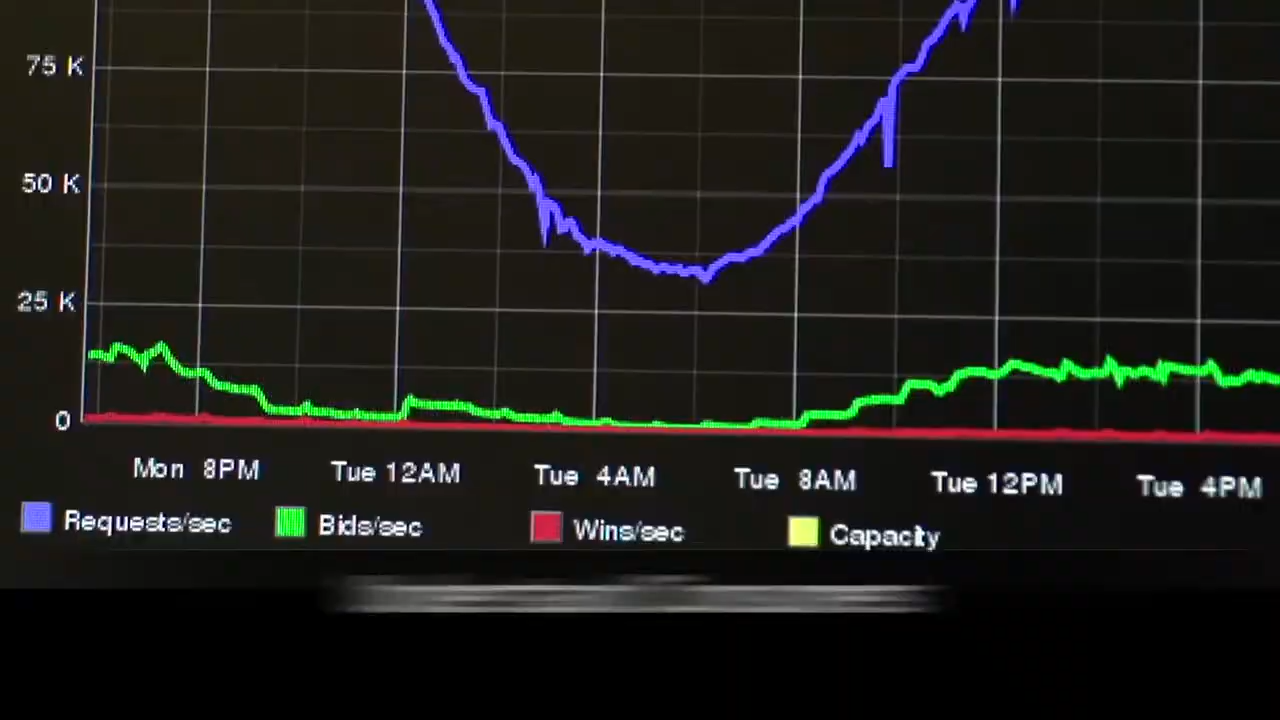 75 K
50 K
25 K
0
Mon 8PM Tue 12AM Tue 4AM Tue 8AM Tue 12PM Tue 4PM
Requests/sec Bids/sec Wins/sec Capacity